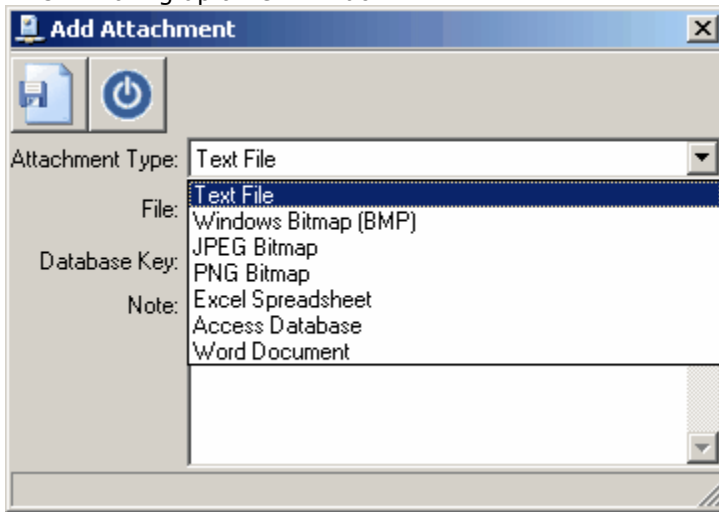 Add Attachment
Attachment Type: Text File
Text File
File:
Windows Bitmap (BMP)
JPEG Bitmap
Database Key:
PNG Bitmap
Note:
Excel Spreadsheet
Access Database
Word Document